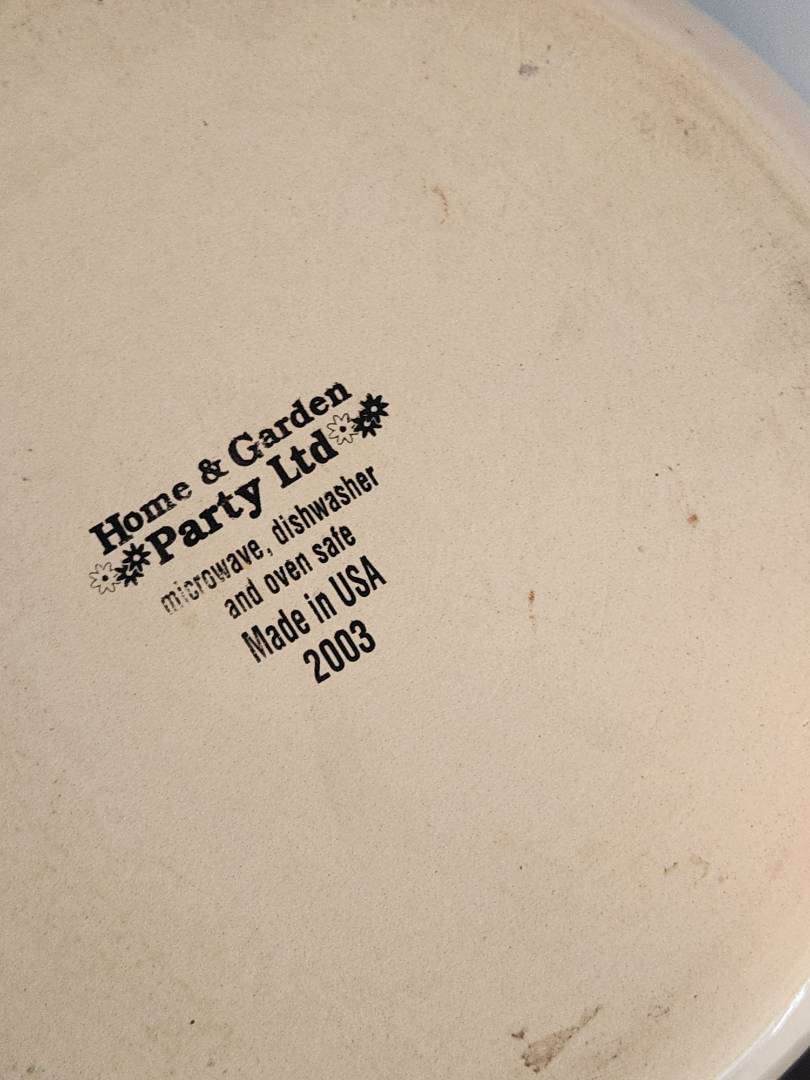 Home & Garden
Party Ltd
microwave, dishwasher
and oven safe
Made in USA
2003